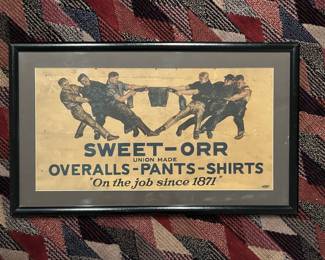 SWEET-ORR
UNION MADE
OVERALLS-PANTS-SHIRTS
"On the job since 1871"